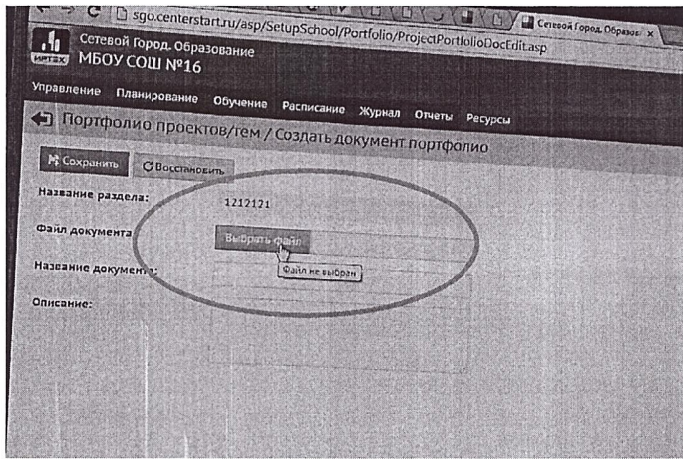 sgo.centerstart.ru/asp/SetupSchool/Portfolio/ProjectPortfolioDocEdit.asp
Сетевой Город. Образов: ×
ИРТЕХ
Сетевой Город. Образование
МБОУ СОШ №16
Управление Планирование Обучение Расписание Журнал Отчеты Ресурсы
Портфолио проектов/тем / Создать документ портфолио
Сохранить Восстановить
Название раздела: 1212121
Файл документа Выбрать файл
Файл не выбран
Название документа:
Описание: